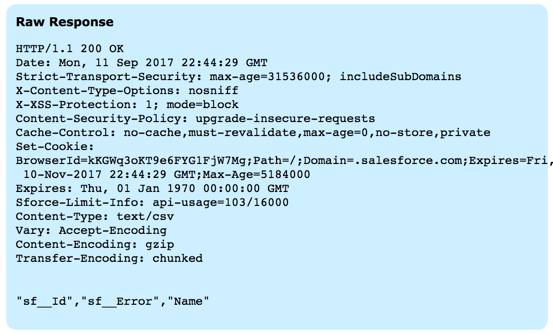 Raw Response
HTTP/1.1 200 OK
Date: Mon, 11 Sep 2017 22:44:29 GMT
Strict-Transport-Security: max-age=31536000; includeSubDomains
X-Content-Type-Options: nosniff
X-XSS-Protection: 1; mode=block
Content-Security-Policy: upgrade-insecure-requests
Cache-Control: no-cache,must-revalidate,max-age=0,no-store,private
Set-Cookie:
BrowserId=kKGWq3oKT9e6FYG1FjW7Mg;Path=/;Domain=.salesforce.com;Expires=Fri,
10-Nov-2017 22:44:29 GMT;Max-Age=5184000
Expires: Thu, 01 Jan 1970 00:00:00 GMT
Sforce-Limit-Info: api-usage=103/16000
Content-Type: text/csv
Vary: Accept-Encoding
Content-Encoding: gzip
Transfer-Encoding: chunked
"sf__Id","sf__Error","Name"